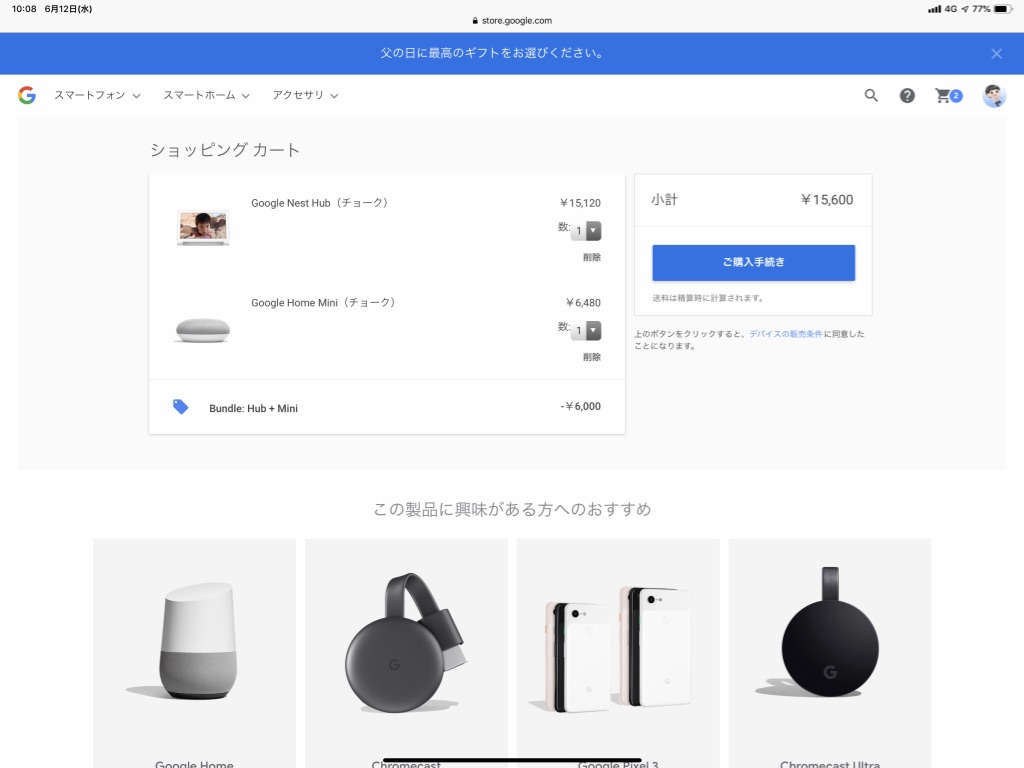 10:08 6月12日(水)
4G 77%
store.google.com
父の日に最高のギフトをお選びください。
スマートフォン スマートホーム アクセサリ 2
ショッピング カート
Google Nest Hub（チョーク） ￥15,120
数: 1
削除
Google Home Mini（チョーク） ￥6,480
数: 1
削除
Bundle: Hub + Mini -￥6,000
小計 ￥15,600
ご購入手続き
送料は精算時に計算されます。
上のボタンをクリックすると、デバイスの販売条件に同意した
ことになります。
この製品に興味がある方へのおすすめ
Google Home Chromecast Google Pixel 3 Chromecast Ultra